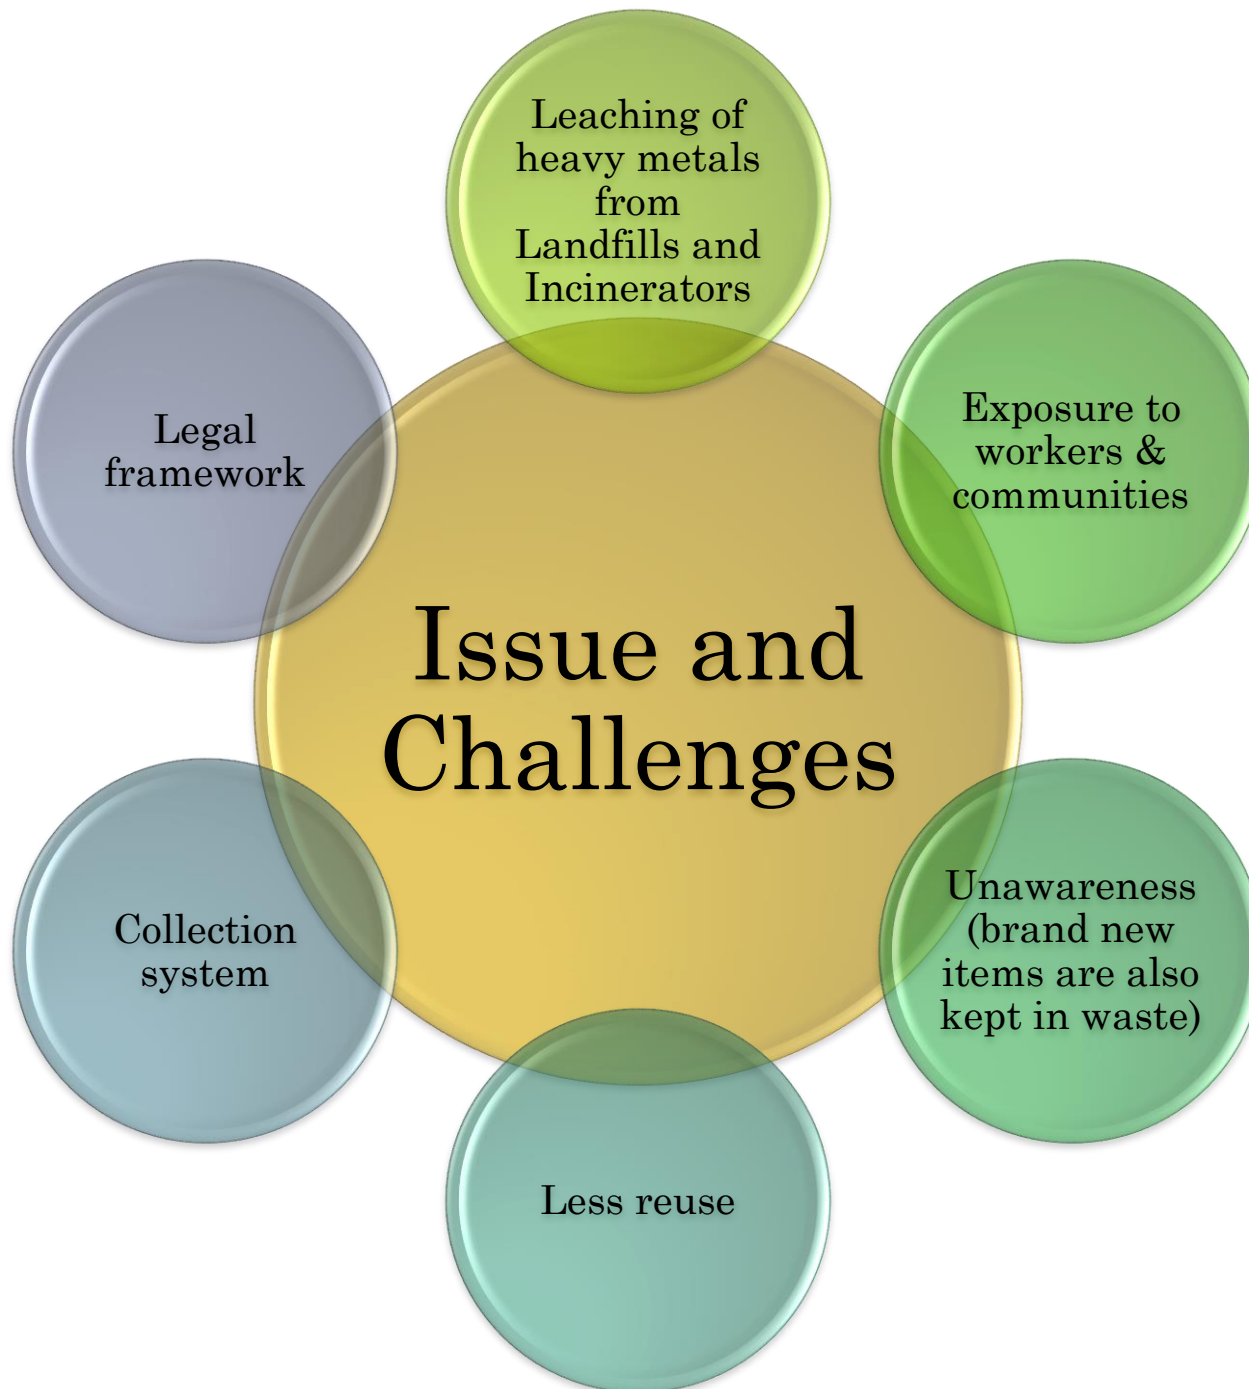 Leaching of
heavy metals
from
Landfills and
Incinerators
Exposure to
workers &
communities
Unawareness
(brand new
items are also
kept in waste)
Less reuse
Collection
system
Legal
framework
Issue and
Challenges